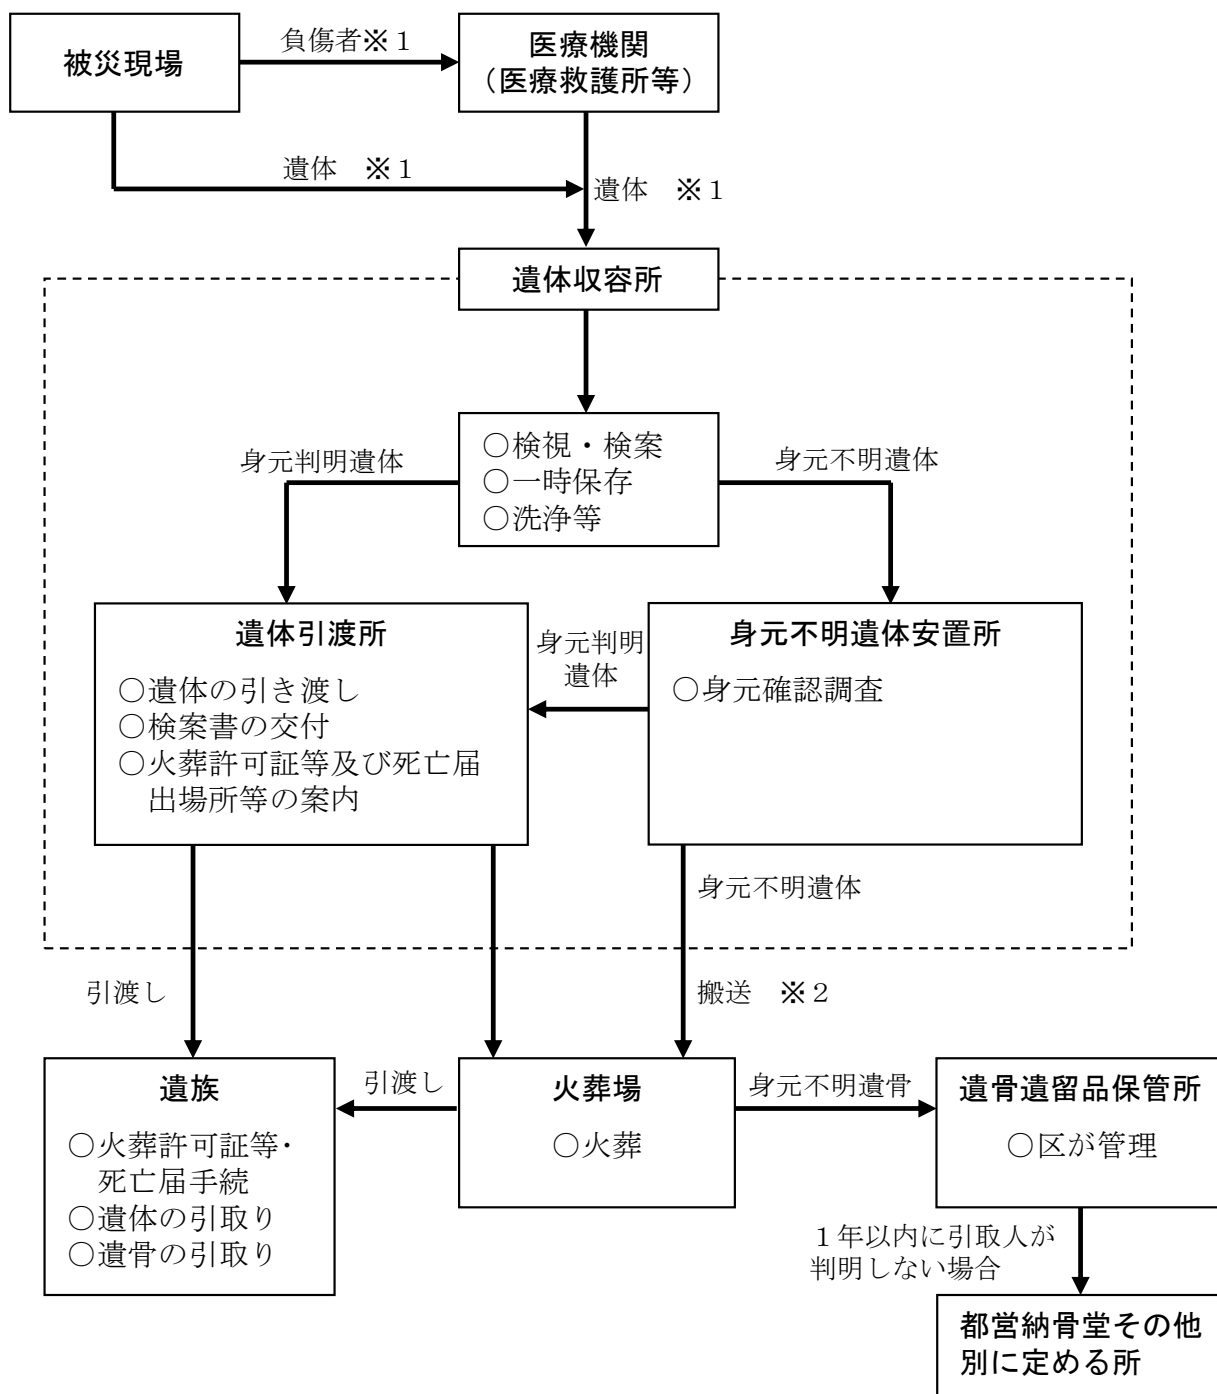 被災現場
負傷者※１
医療機関
（医療救護所等）
遺体　※１
遺体　※１
遺体収容所
○検視・検案
○一時保存
○洗浄等
身元判明遺体
身元不明遺体
遺体引渡所
○遺体の引き渡し
○検案書の交付
○火葬許可証等及び死亡届
出場所等の案内
身元判明
遺体
身元不明遺体安置所
○身元確認調査
身元不明遺体
引渡し
搬送　※２
遺族
○火葬許可証等・
死亡届手続
○遺体の引取り
○遺骨の引取り
引渡し
火葬場
○火葬
身元不明遺骨
遺骨遺留品保管所
○区が管理
１年以内に引取人が
判明しない場合
都営納骨堂その他
別に定める所